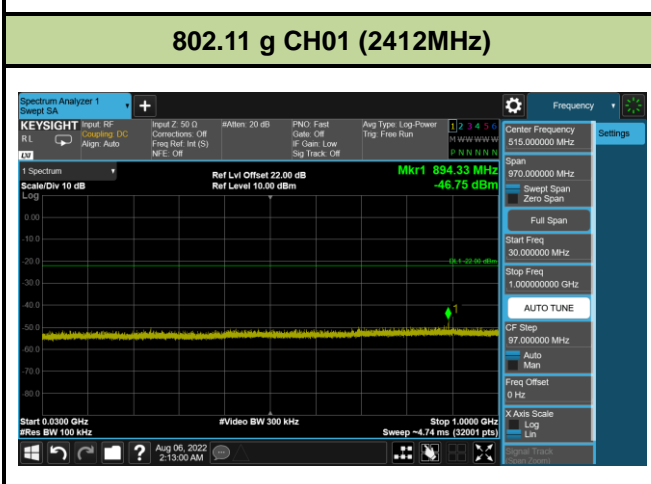 802.11 g CH01 (2412MHz)
Spectrum Analyzer 1
Swept SA
Frequency
KEYSIGHT
R L
LXI
Input: RF
Coupling: DC
Align: Auto
Input Z: 50 Ω
Corrections: Off
Freq Ref: Int (S)
NFE: Off
#Atten: 20 dB
PNO: Fast
Gate: Off
IF Gain: Low
Sig Track: Off
Avg Type: Log-Power
Trig: Free Run
1 2 3 4 5 6
M W W W W W
P N N N N N
1 Spectrum
Scale/Div 10 dB
Log
Ref Lvl Offset 22.00 dB
Ref Level 10.00 dBm
Mkr1 894.33 MHz
-46.75 dBm
0.00
-10.0
-20.0
DL1 -22.00 dBm
-30.0
-40.0
1
-50.0
-60.0
-70.0
-80.0
Start 0.0300 GHz
#Res BW 100 kHz
#Video BW 300 kHz
Stop 1.0000 GHz
Sweep ~4.74 ms (32001 pts)
Aug 06, 2022
2:13:00 AM
Center Frequency
515.000000 MHz
Settings
Span
970.000000 MHz
Swept Span
Zero Span
Full Span
Start Freq
30.000000 MHz
Stop Freq
1.000000000 GHz
AUTO TUNE
CF Step
97.000000 MHz
Auto
Man
Freq Offset
0 Hz
X Axis Scale
Log
Lin
Signal Track
(Span Zoom)